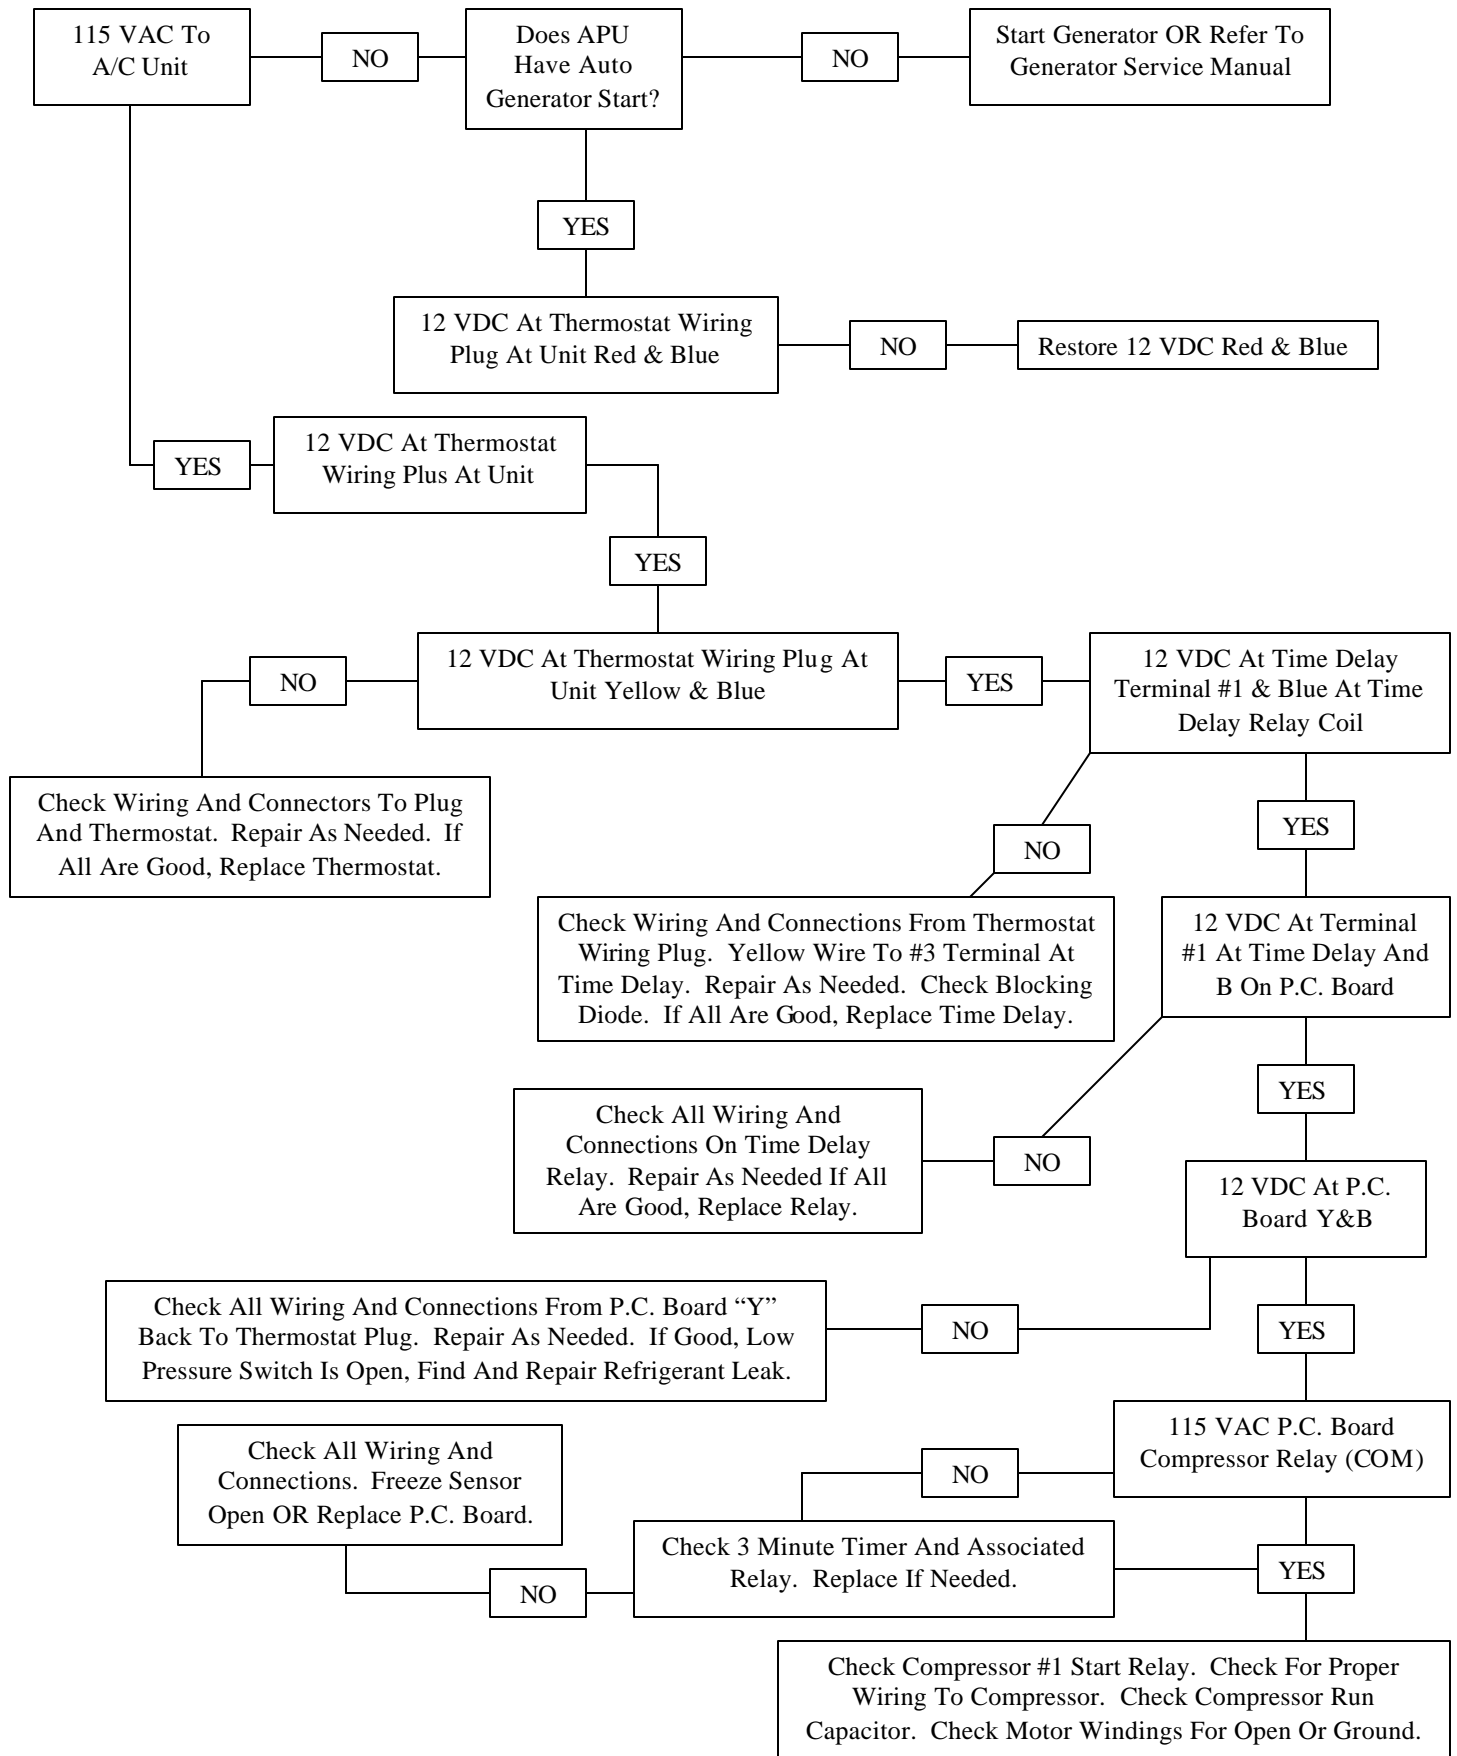 115 VAC To
A/C Unit
NO
Does APU
Have Auto
Generator Start?
NO
Start Generator OR Refer To
Generator Service Manual
YES
12 VDC At Thermostat Wiring
Plug At Unit Red & Blue
NO
Restore 12 VDC Red & Blue
YES
12 VDC At Thermostat
Wiring Plus At Unit
YES
NO
12 VDC At Thermostat Wiring Plug At
Unit Yellow & Blue
YES
12 VDC At Time Delay
Terminal #1 & Blue At Time
Delay Relay Coil
Check Wiring And Connectors To Plug
And Thermostat. Repair As Needed. If
All Are Good, Replace Thermostat.
NO
YES
Check Wiring And Connections From Thermostat
Wiring Plug. Yellow Wire To #3 Terminal At
Time Delay. Repair As Needed. Check Blocking
Diode. If All Are Good, Replace Time Delay.
12 VDC At Terminal
#1 At Time Delay And
B On P.C. Board
YES
Check All Wiring And
Connections On Time Delay
Relay. Repair As Needed If All
Are Good, Replace Relay.
NO
12 VDC At P.C.
Board Y&B
Check All Wiring And Connections From P.C. Board “Y”
Back To Thermostat Plug. Repair As Needed. If Good, Low
Pressure Switch Is Open, Find And Repair Refrigerant Leak.
NO
YES
115 VAC P.C. Board
Compressor Relay (COM)
NO
Check All Wiring And
Connections. Freeze Sensor
Open OR Replace P.C. Board.
NO
Check 3 Minute Timer And Associated
Relay. Replace If Needed.
YES
Check Compressor #1 Start Relay. Check For Proper
Wiring To Compressor. Check Compressor Run
Capacitor. Check Motor Windings For Open Or Ground.